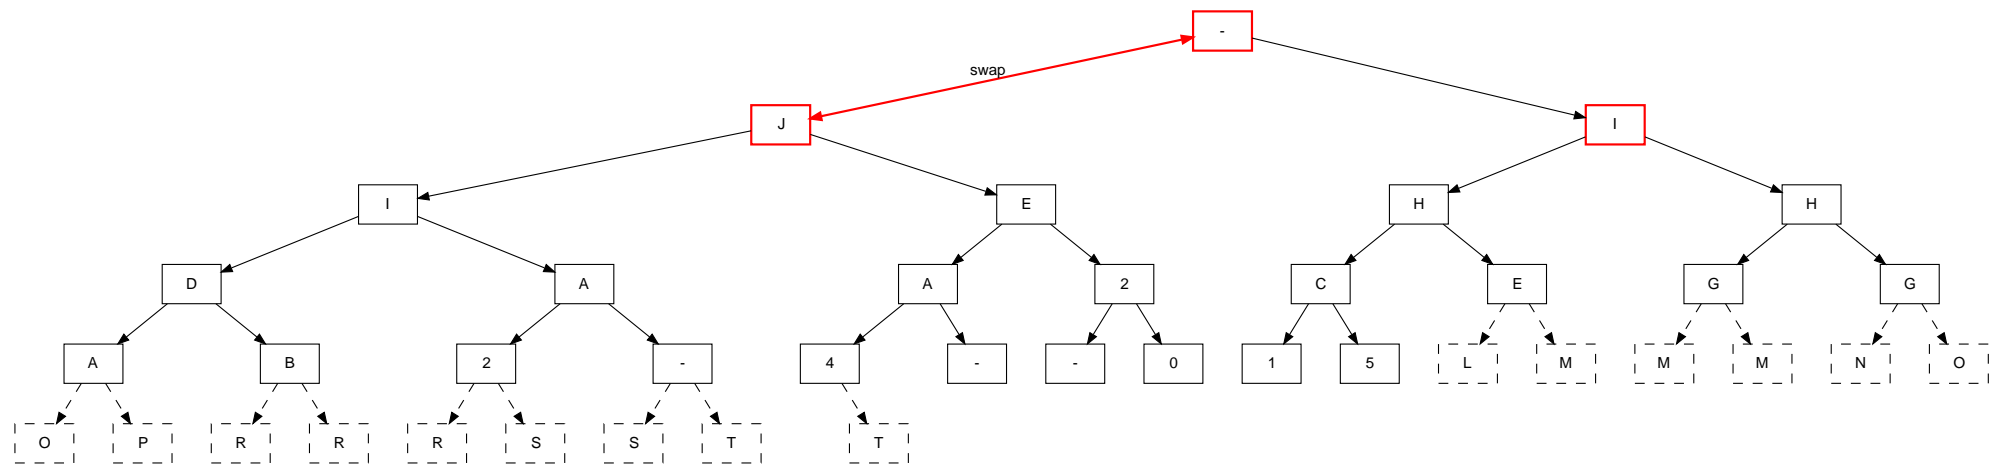 -
swap
J I
I E H H
D A A 2 C E G G
A B 2 - 4 - - 0 1 5 L M M M N O
O P R R R S S T T